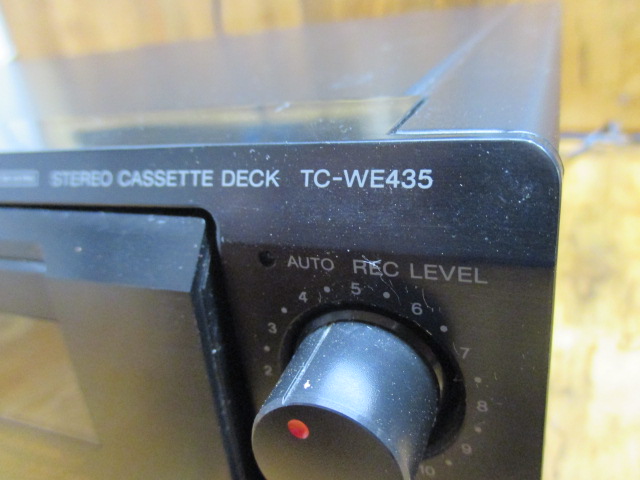 STEREO CASSETTE DECK TC-WE435
AUTO REC LEVEL
2 3 4 5 6 7 8 9 10